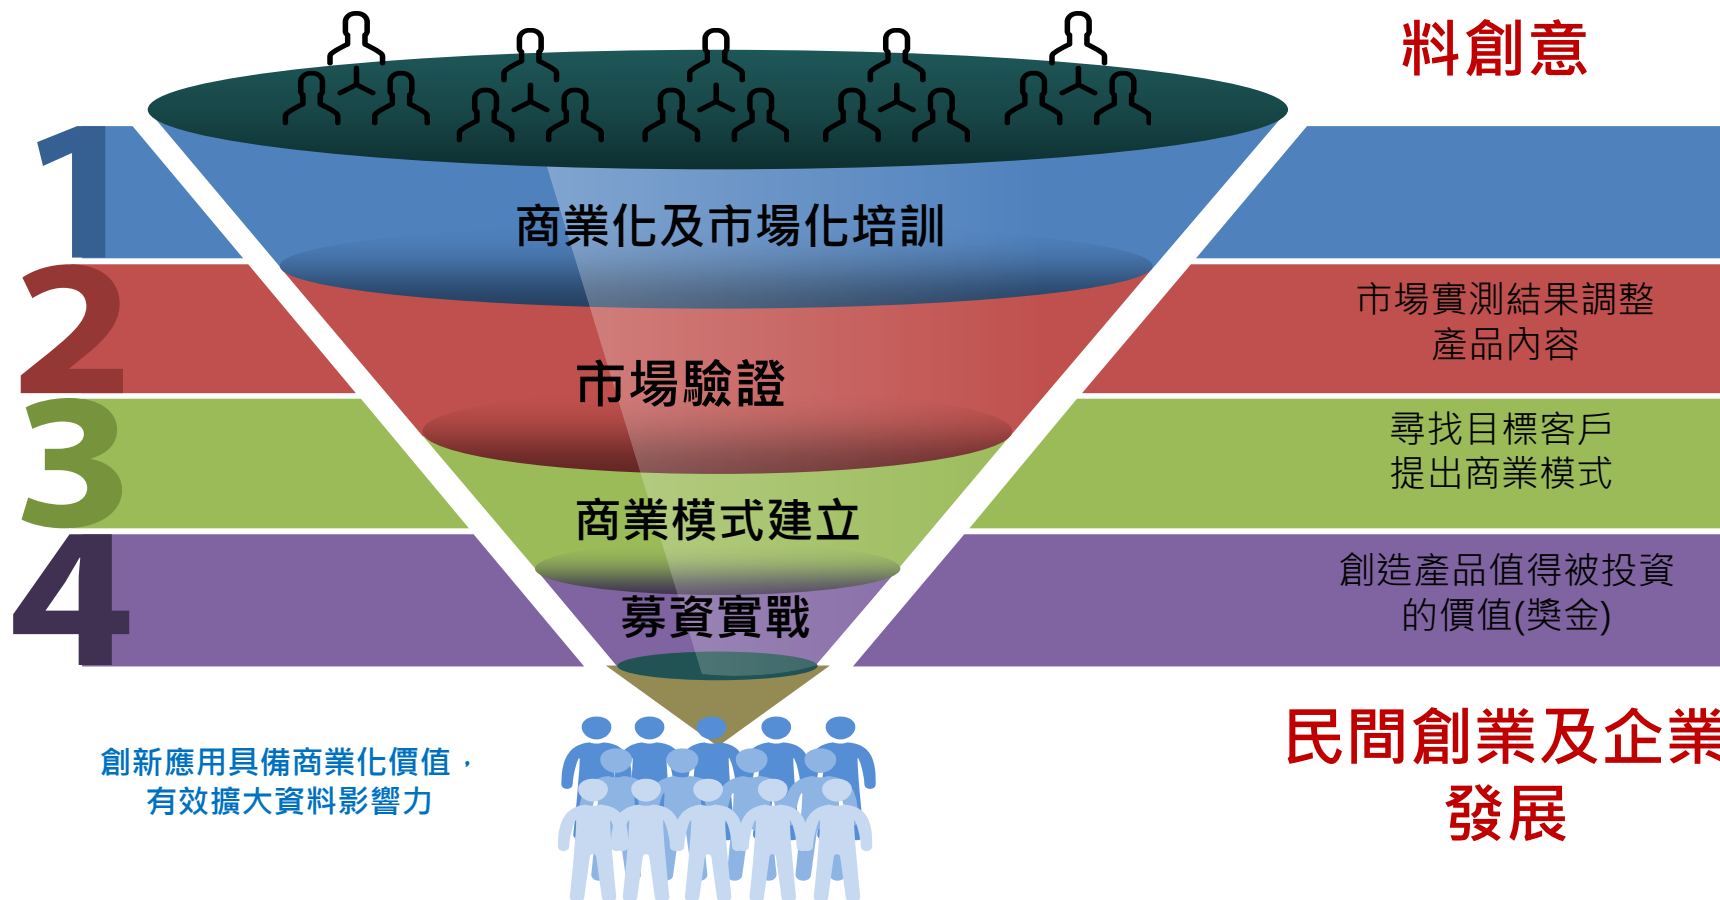 料創意
1
商業化及市場化培訓
2
市場驗證
市場實測結果調整
產品內容
3
商業模式建立
尋找目標客戶
提出商業模式
4
募資實戰
創造產品值得被投資
的價值(獎金)
創新應用具備商業化價值，
有效擴大資料影響力
民間創業及企業
發展